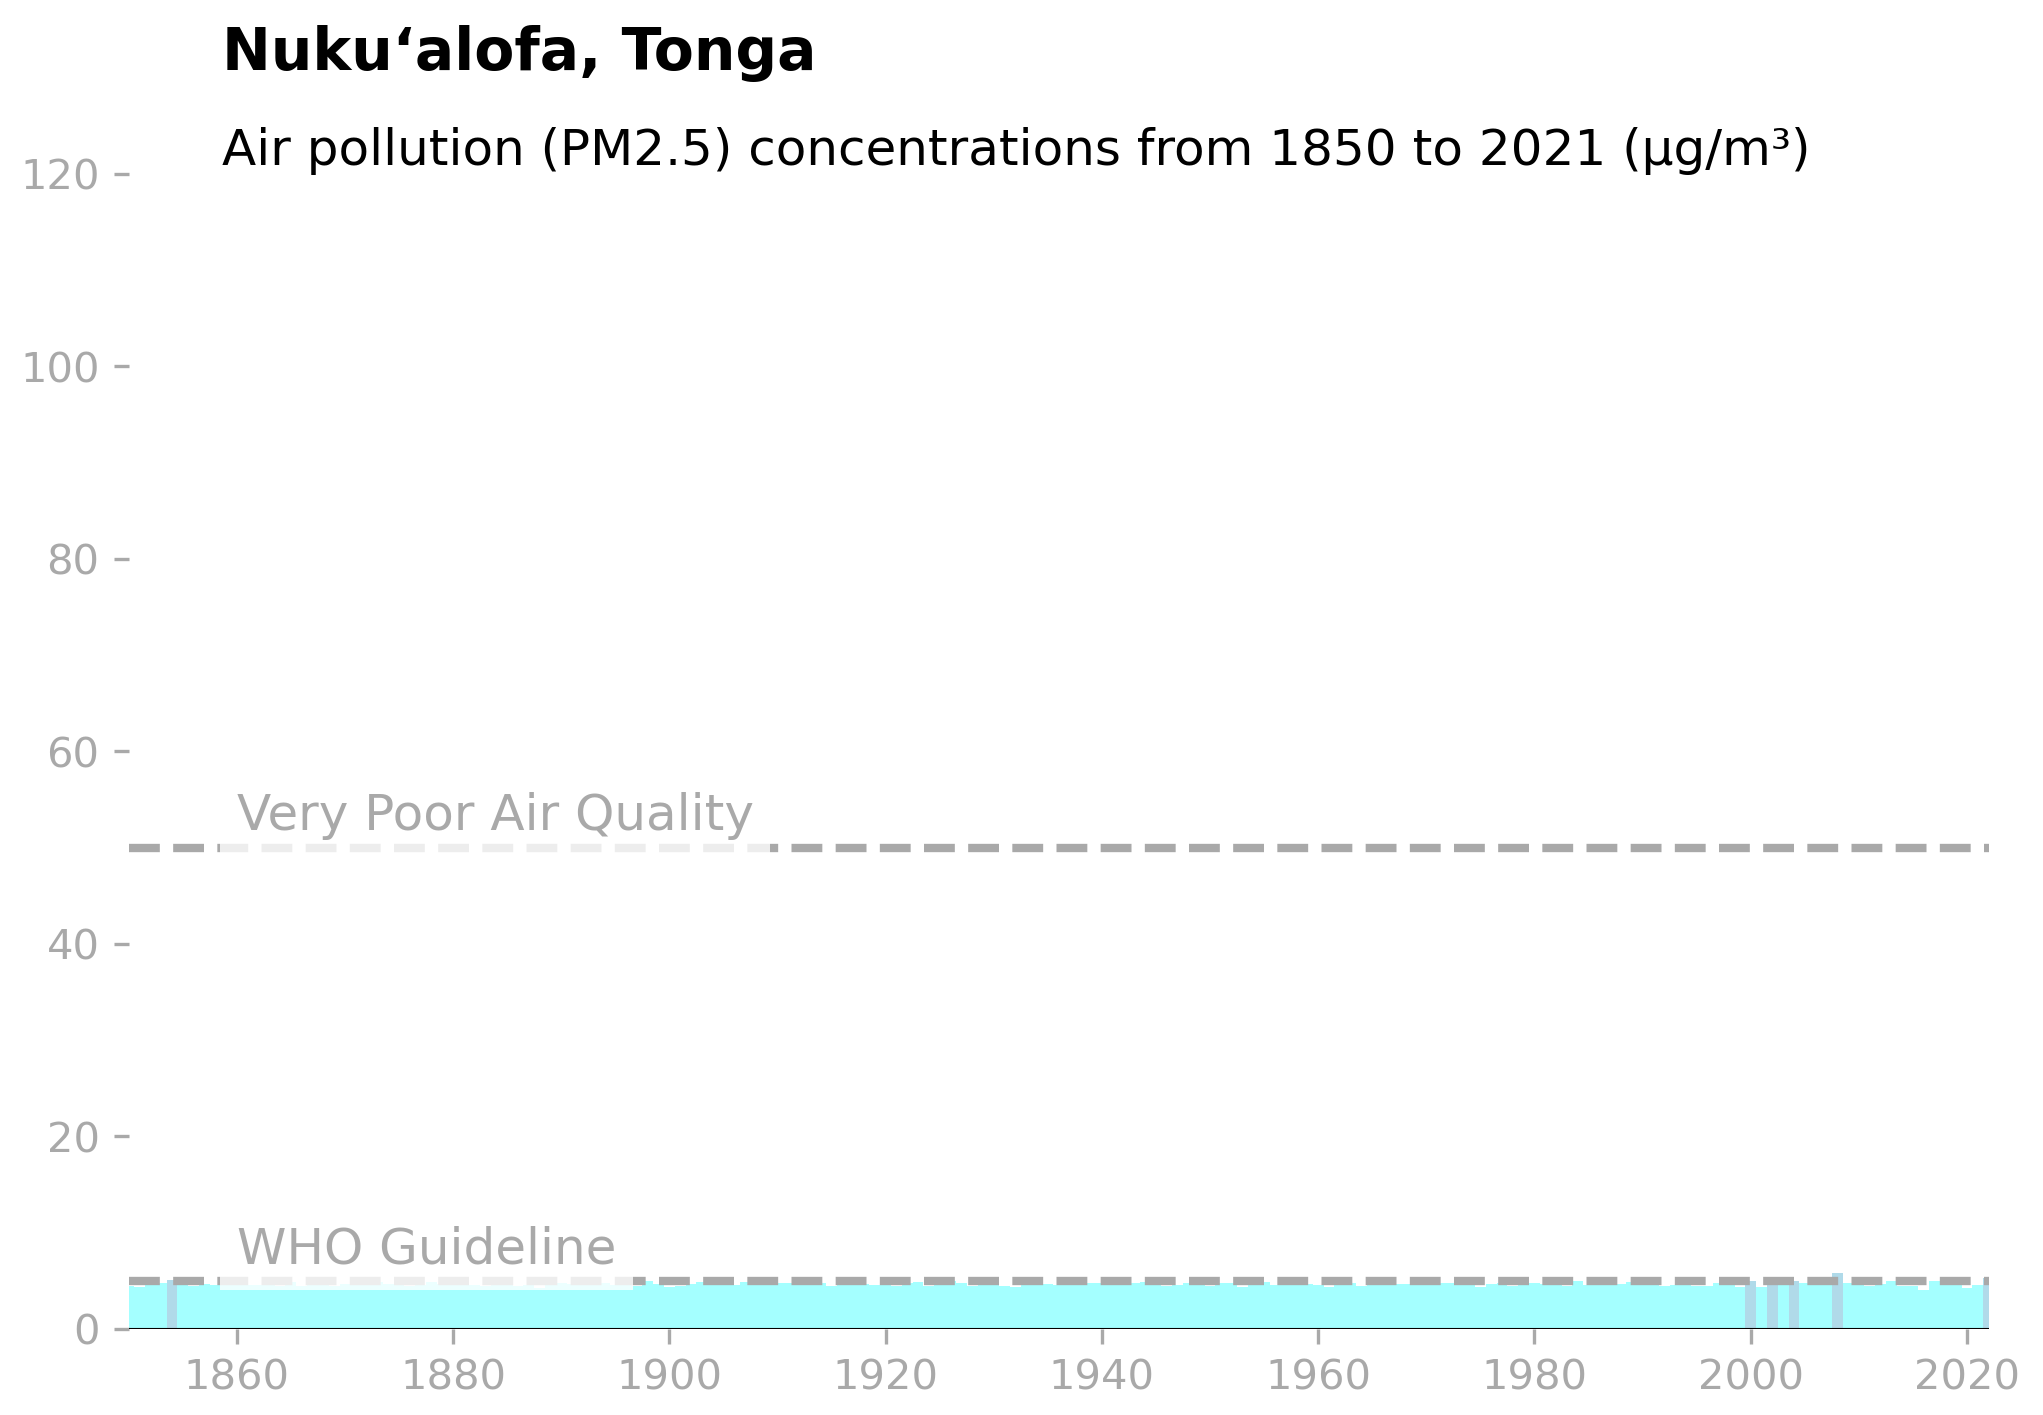 Nukuʻalofa, Tonga
Air pollution (PM2.5) concentrations from 1850 to 2021 (µg/m³)
120
100
80
60
Very Poor Air Quality
40
20
WHO Guideline
0
1860 1880 1900 1920 1940 1960 1980 2000 2020